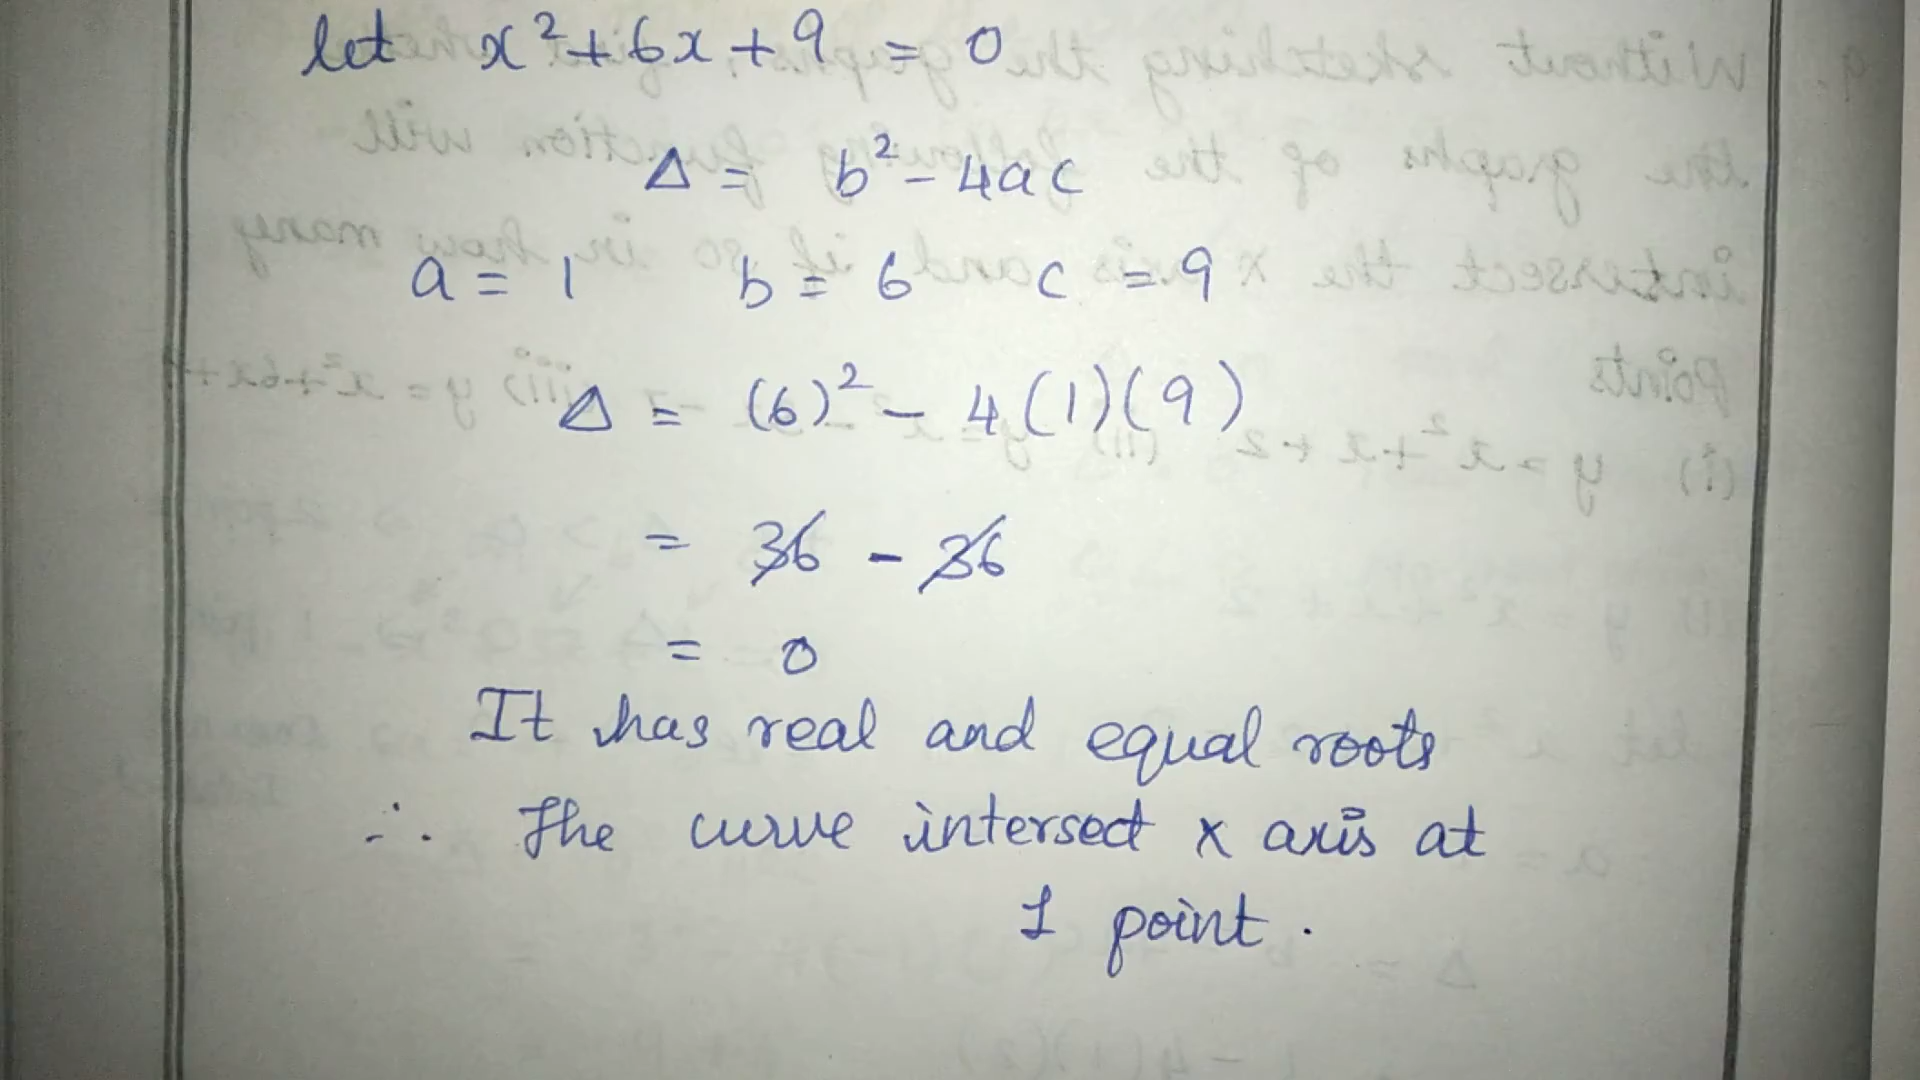 let x²+6x+9 = 0
Δ = b²-4ac
a = 1 b = 6 c = 9
Δ = (6)² - 4(1)(9)
= 36 - 36
= 0
It has real and equal roots
∴ The curve intersect x axis at
1 point.